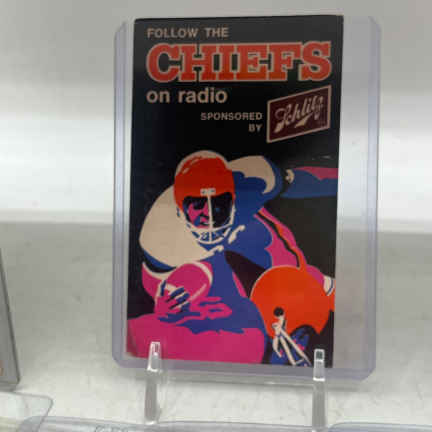 FOLLOW THE
CHIEFS
on radio
SPONSORED
BY
Schlitz